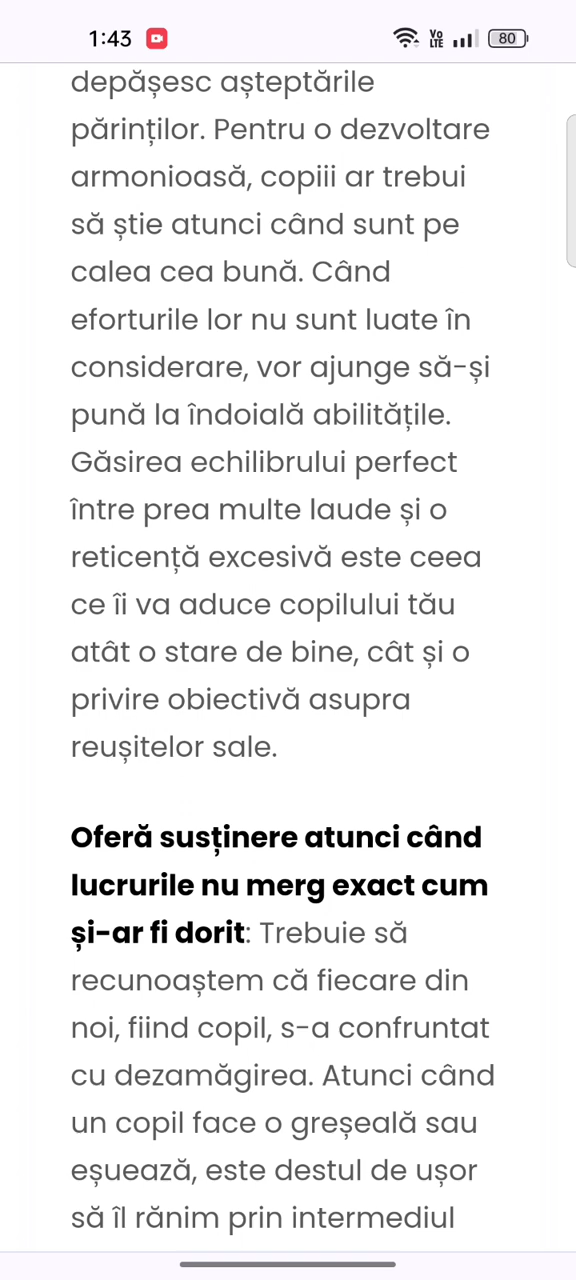 1:43
Vo LTE
80
depășesc așteptările
părinților. Pentru o dezvoltare
armonioasă, copiii ar trebui
să știe atunci când sunt pe
calea cea bună. Când
eforturile lor nu sunt luate în
considerare, vor ajunge să-și
pună la îndoială abilitățile.
Găsirea echilibrului perfect
între prea multe laude și o
reticență excesivă este ceea
ce îi va aduce copilului tău
atât o stare de bine, cât și o
privire obiectivă asupra
reușitelor sale.
Oferă susținere atunci când
lucrurile nu merg exact cum
și-ar fi dorit: Trebuie să
recunoaștem că fiecare din
noi, fiind copil, s-a confruntat
cu dezamăgirea. Atunci când
un copil face o greșeală sau
eșuează, este destul de ușor
să îl rănim prin intermediul